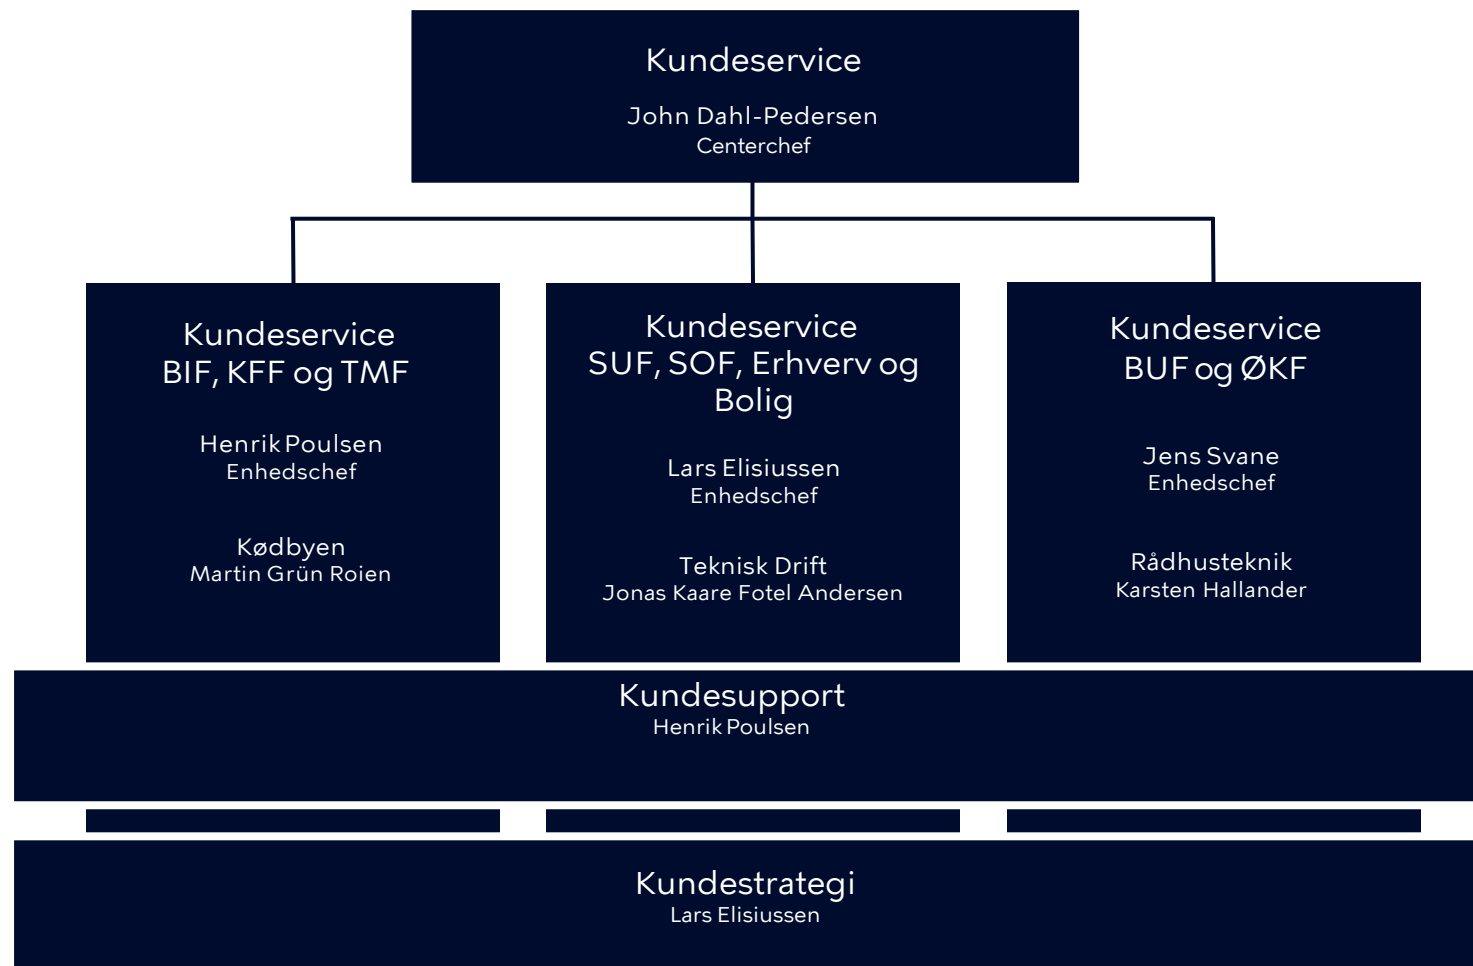 Kundeservice
John Dahl-Pedersen
Centerchef
Kundeservice
BIF, KFF og TMF
Henrik Poulsen
Enhedschef
Kødbyen
Martin Grün Roien
Kundeservice
SUF, SOF, Erhverv og
Bolig
Lars Elisiussen
Enhedschef
Teknisk Drift
Jonas Kaare Fotel Andersen
Kundeservice
BUF og ØKF
Jens Svane
Enhedschef
Rådhusteknik
Karsten Hallander
Kundesupport
Henrik Poulsen
Kundestrategi
Lars Elisiussen